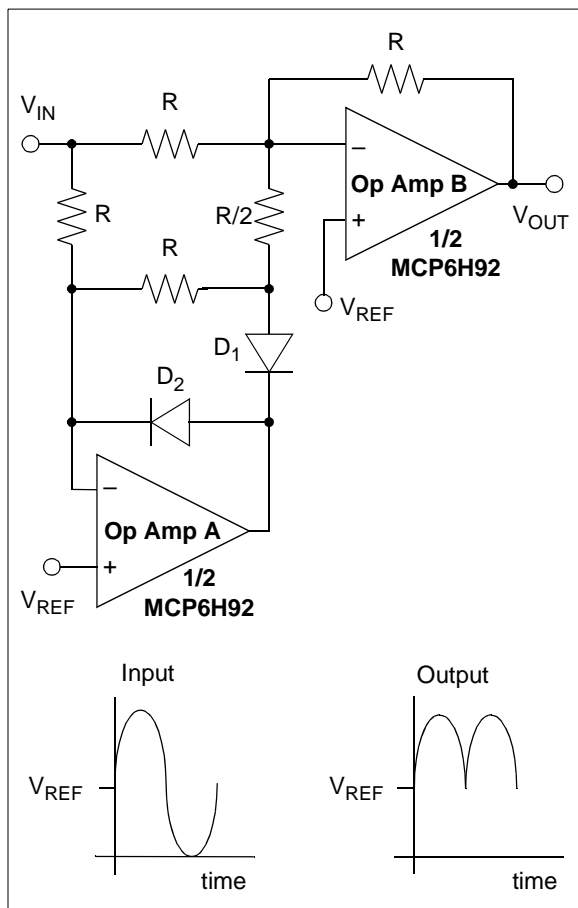 R
R
V_IN
−
Op Amp B
R
R/2
+
V_OUT
1/2
R
MCP6H92
V_REF
D_1
D_2
−
Op Amp A
+
1/2
V_REF
MCP6H92
Input
Output
V_REF
V_REF
time
time